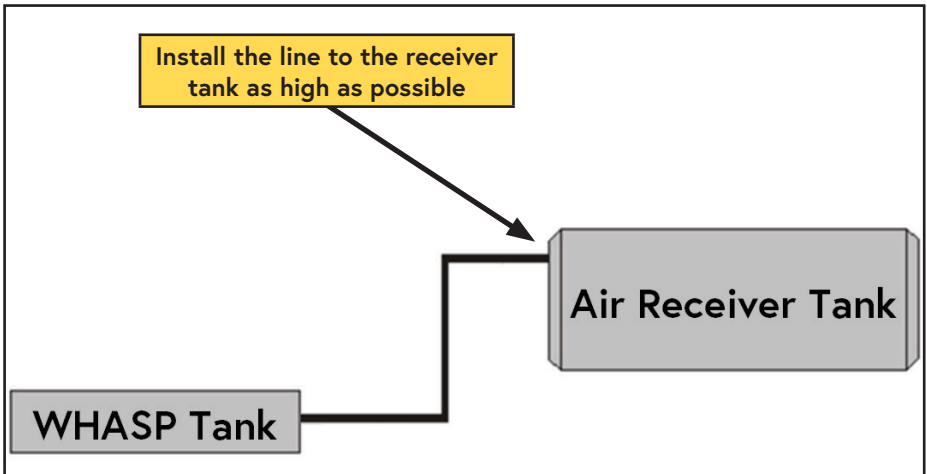 Install the line to the receiver
tank as high as possible
Air Receiver Tank
WHASP Tank